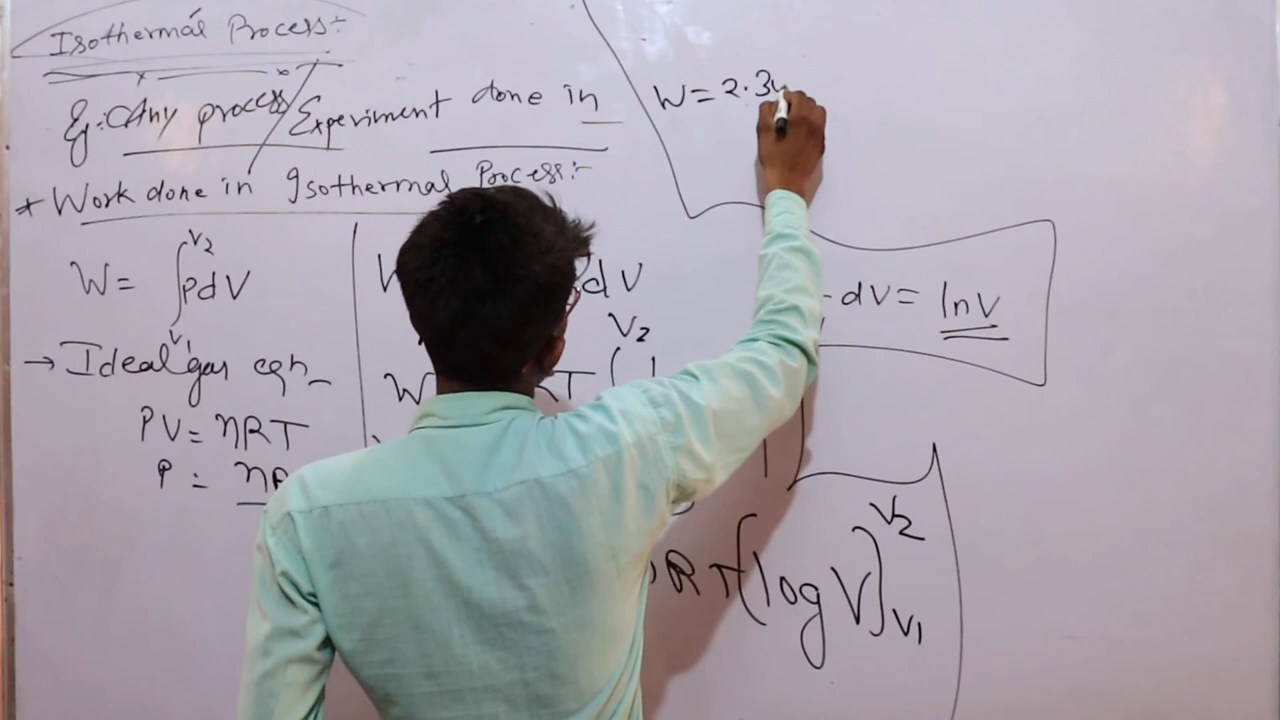 Isothermal Process:-
Eg:- (Any process/Experiment done in
* Work done in Isothermal Process:-
W = ∫ᵥ₁^V2 PdV
→ Ideal gas eqn
PV = nRT
P =
dV
V2
W
W = 2.3
dV = lnV
RT(log V)ᵥ₁^V2